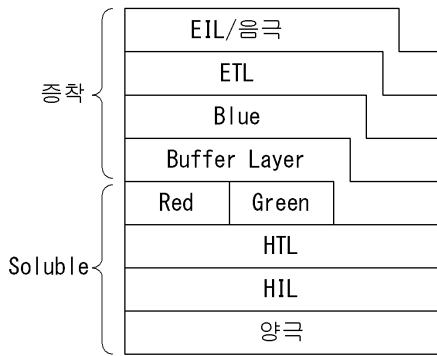 EIL/음극
ETL
증착
Blue
Buffer Layer
Red Green
HTL
Soluble
HIL
양극